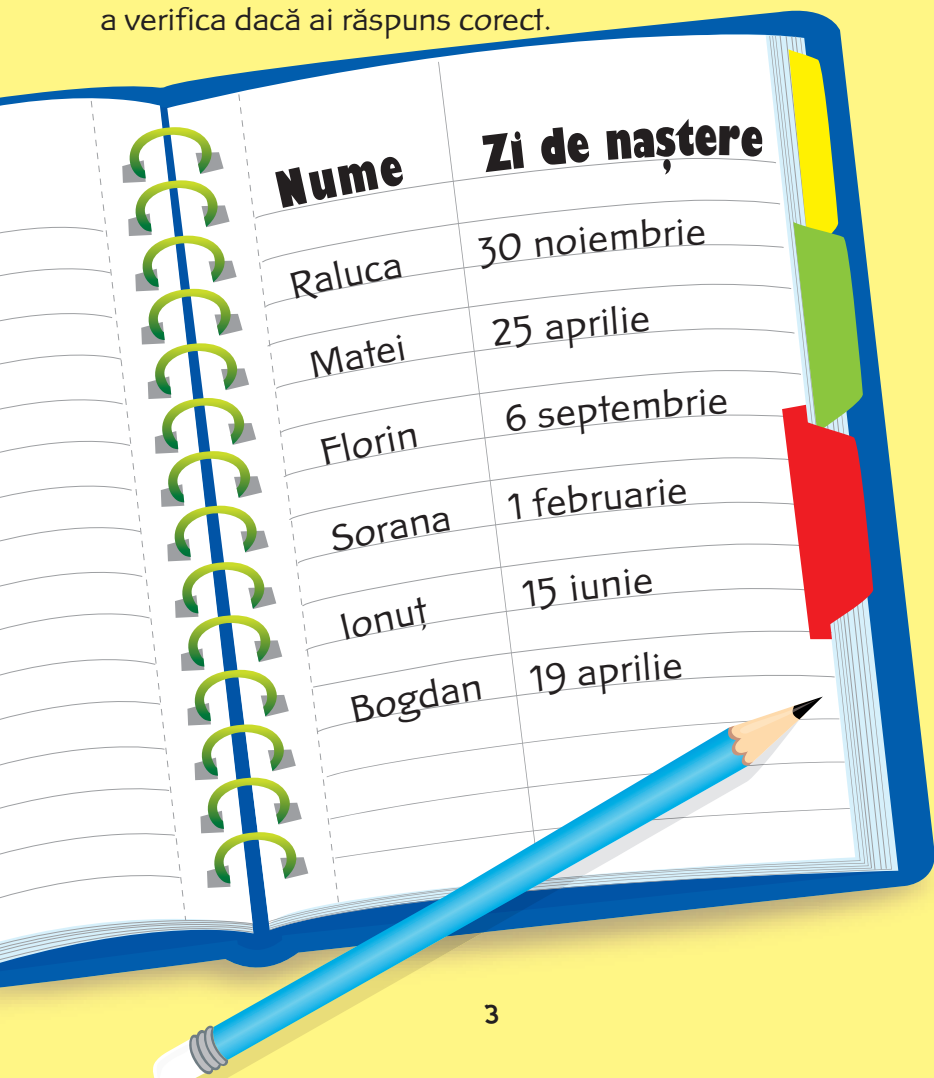 a verifica dacă ai răspuns corect.
Nume Zi de naștere
Raluca 30 noiembrie
Matei 25 aprilie
Florin 6 septembrie
Sorana 1 februarie
Ionuț 15 iunie
Bogdan 19 aprilie
3